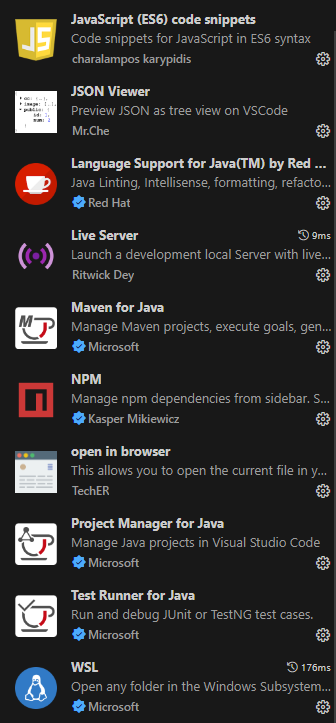 JavaScript (ES6) code snippets
Code snippets for JavaScript in ES6 syntax
charalampos karypidis
JSON Viewer
Preview JSON as tree view on VSCode
Mr.Che
Language Support for Java(TM) by Red ...
Java Linting, Intellisense, formatting, refacto...
Red Hat
Live Server 9ms
Launch a development local Server with live...
Ritwick Dey
Maven for Java
Manage Maven projects, execute goals, gen...
Microsoft
NPM
Manage npm dependencies from sidebar. S...
Kasper Mikiewicz
open in browser
This allows you to open the current file in y...
TechER
Project Manager for Java
Manage Java projects in Visual Studio Code
Microsoft
Test Runner for Java
Run and debug JUnit or TestNG test cases.
Microsoft
WSL 176ms
Open any folder in the Windows Subsystem...
Microsoft